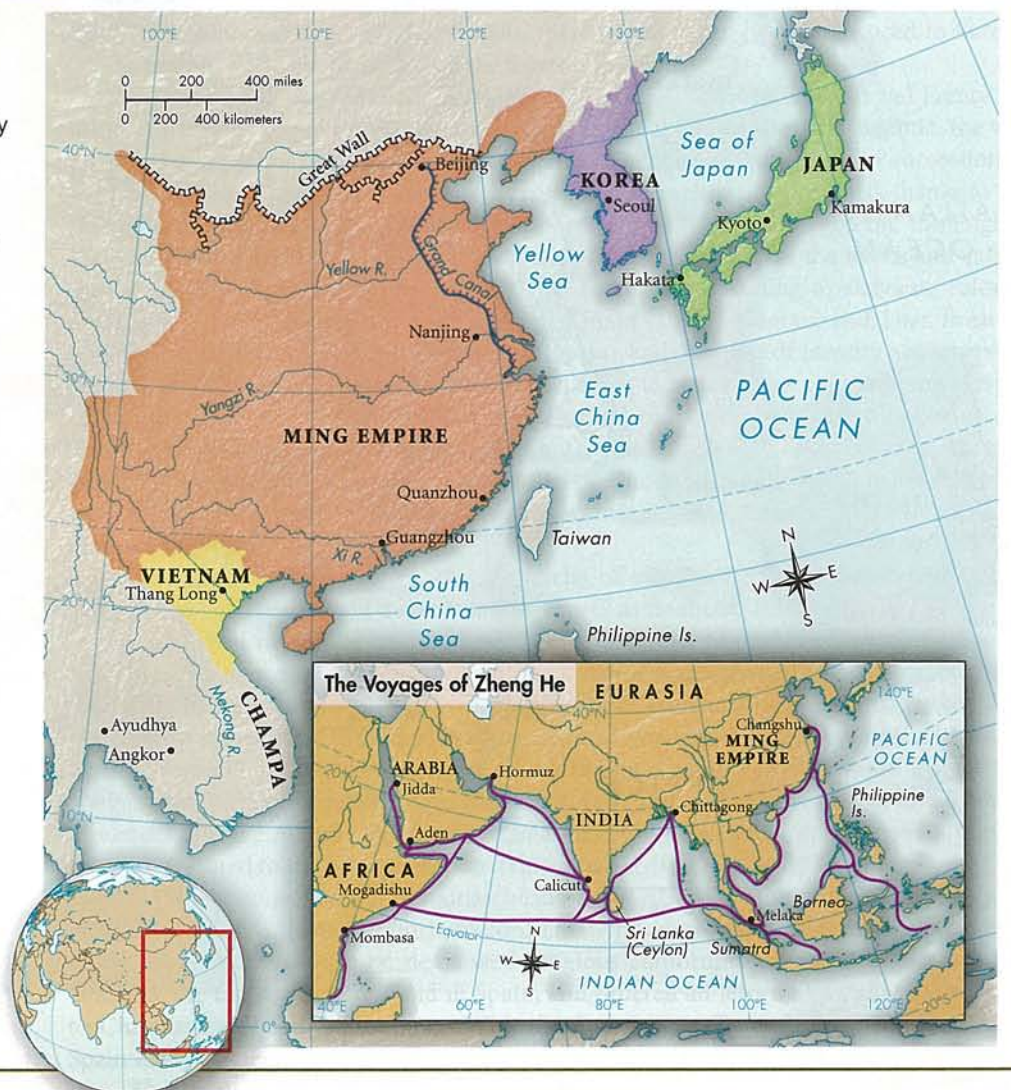 y
100°E
110°E
120°E
130°E
140°E
0 200 400 miles
0 200 400 kilometers
40°N
Great Wall
Beijing
Sea of
Japan
JAPAN
KOREA
Seoul
Kamakura
Kyoto
Yellow
Sea
Hakata
Yellow R.
Grand Canal
Nanjing
30°N
Yangzi R.
East
China
Sea
PACIFIC
OCEAN
MING EMPIRE
Quanzhou
Guangzhou
Xi R.
Taiwan
VIETNAM
Thang Long
20°N
South
China
Sea
N
W E
S
Philippine Is.
Mekong R.
CHAMPA
Ayudhya
Angkor
10°N
0°
The Voyages of Zheng He
EURASIA
140°E
40°N
Changshu
MING
EMPIRE
PACIFIC
OCEAN
20°N
ARABIA
Jidda
Hormuz
Chittagong
Philippine
Is.
INDIA
Aden
AFRICA
Mogadishu
Calicut
0°
Borneo
Melaka
Mombasa
Equator
Sri Lanka
(Ceylon)
Sumatra
N
W E
S
INDIAN OCEAN
40°E
60°E
80°E
100°E
120°E
20°S